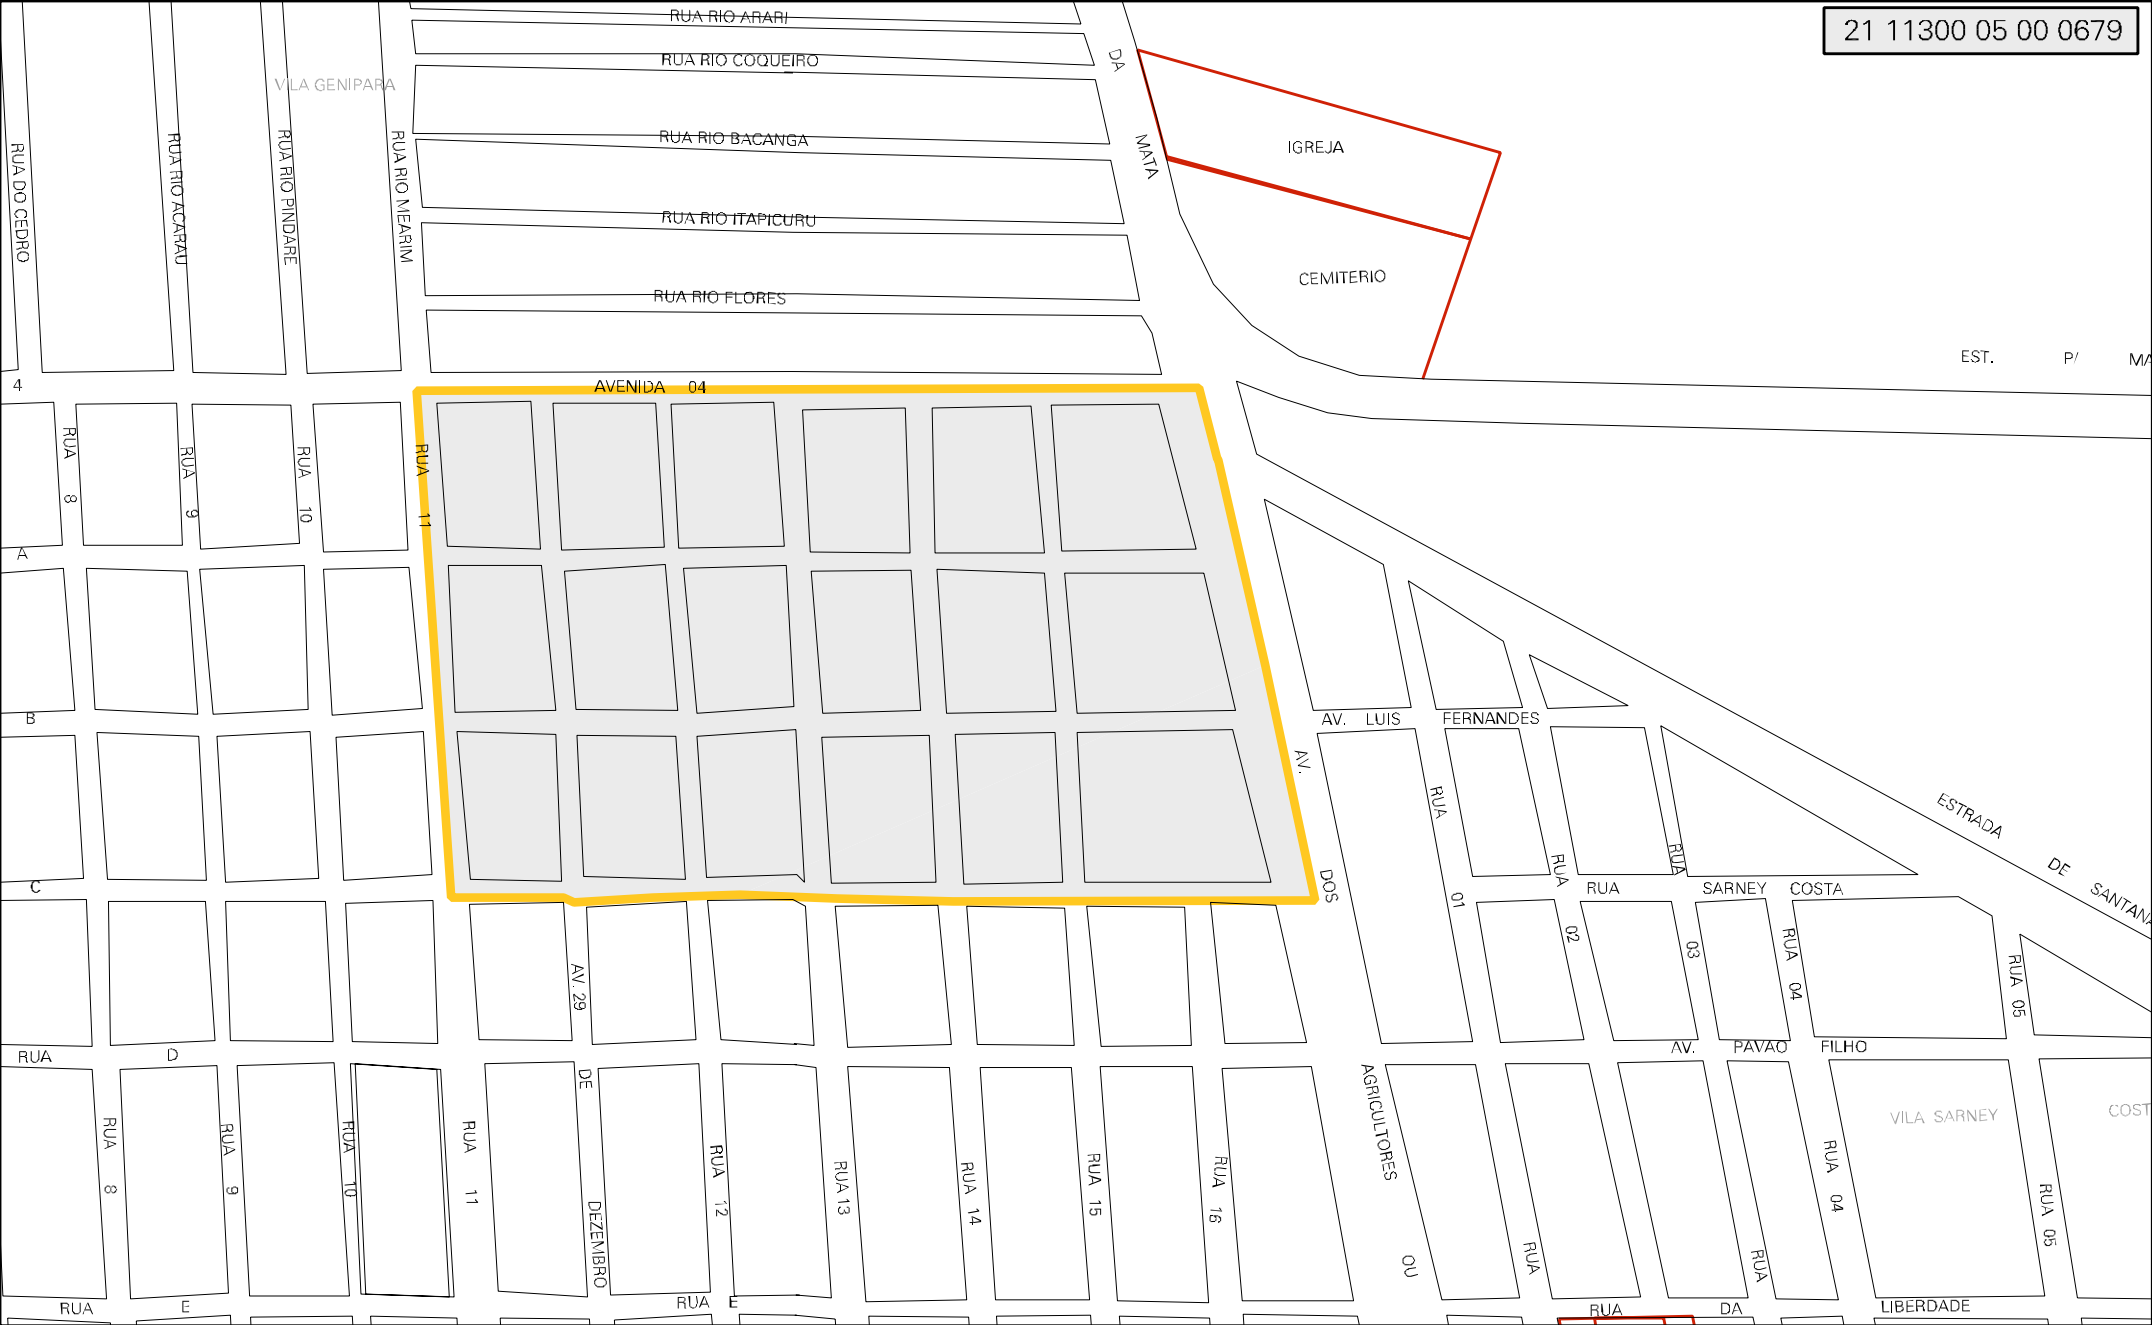 RUA RIO ARARI
21 11300 05 00 0679
RUA RIO COQUEIRO
DA
VILA GENIPARA
RUA RIO BACANGA
MATA
IGREJA
RUA DO CEDRO
RUA RIO ACARAU
RUA RIO PINDARE
RUA RIO MEARIM
RUA RIO ITAPICURU
CEMITERIO
RUA RIO FLORES
EST. P/ MA
4
AVENIDA 04
RUA 8
RUA 9
RUA 10
RUA 11
A
B
AV. LUIS FERNANDES
AV.
RUA
ESTRADA
DE
SANTANA
C
DOS
01
RUA
02
RUA
03
RUA SARNEY COSTA
RUA 04
RUA 05
AV. 29
RUA D
AV. PAVAO FILHO
DE
AGRICULTORES
VILA SARNEY
COST
RUA 8
RUA 9
RUA 10
RUA 11
DEZEMBRO
RUA 12
RUA 13
RUA 14
RUA 15
RUA 16
OU
RUA
RUA
RUA 04
RUA 05
RUA E
RUA E
RUA DA LIBERDADE